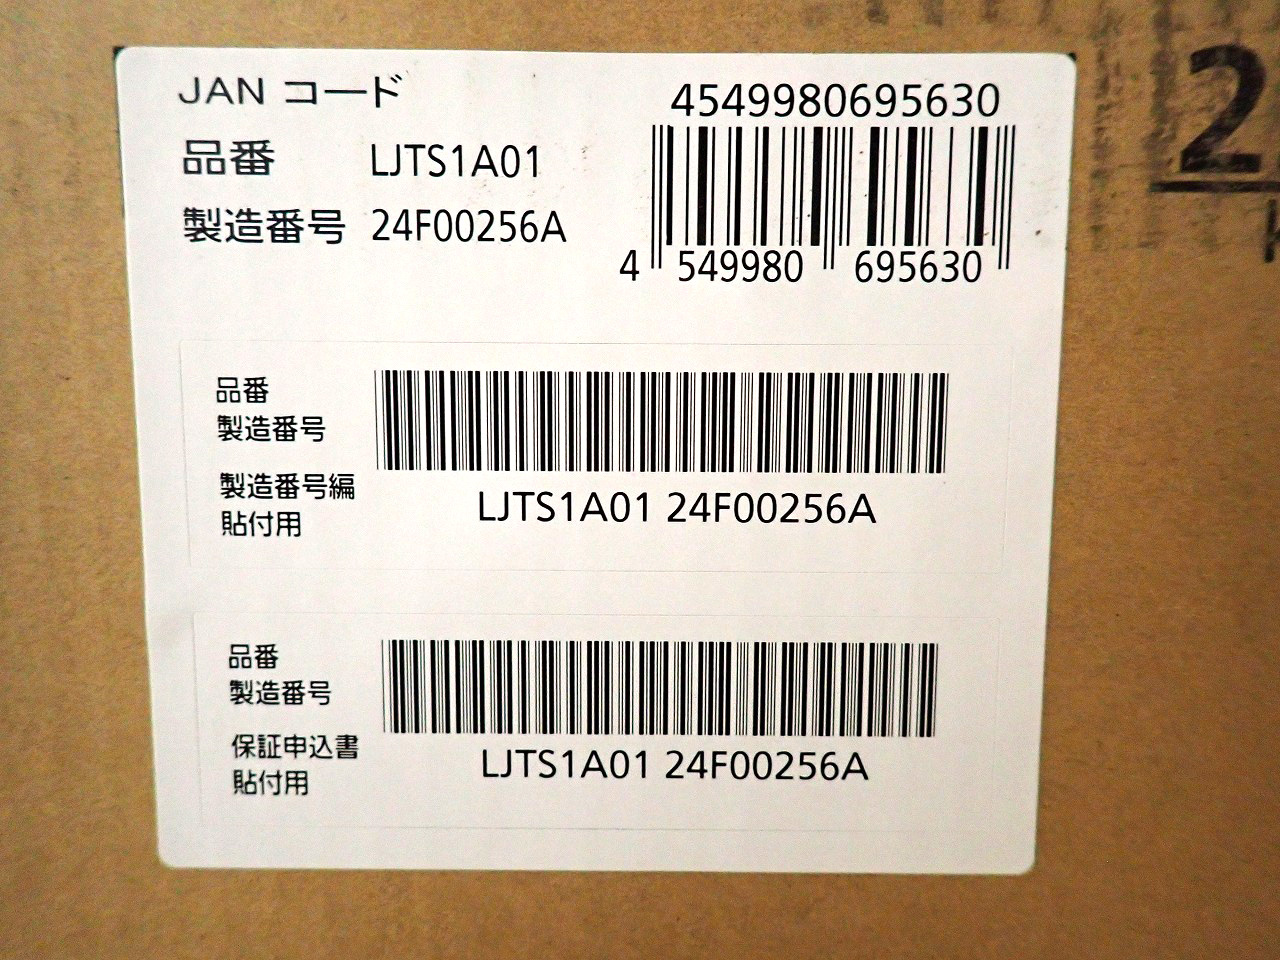 JAN コード
4549980695630
品番 LJTS1A01
製造番号 24F00256A
4 549980 695630
品番
製造番号
製造番号編
貼付用
LJTS1A01 24F00256A
品番
製造番号
保証申込書
貼付用
LJTS1A01 24F00256A
2